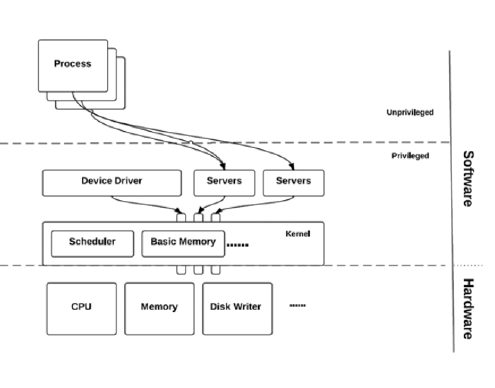 Process
Unprivileged
Privileged
Software
Device Driver
Servers
Servers
Kernel
Scheduler
Basic Memory
......
Hardware
CPU
Memory
Disk Writer
......